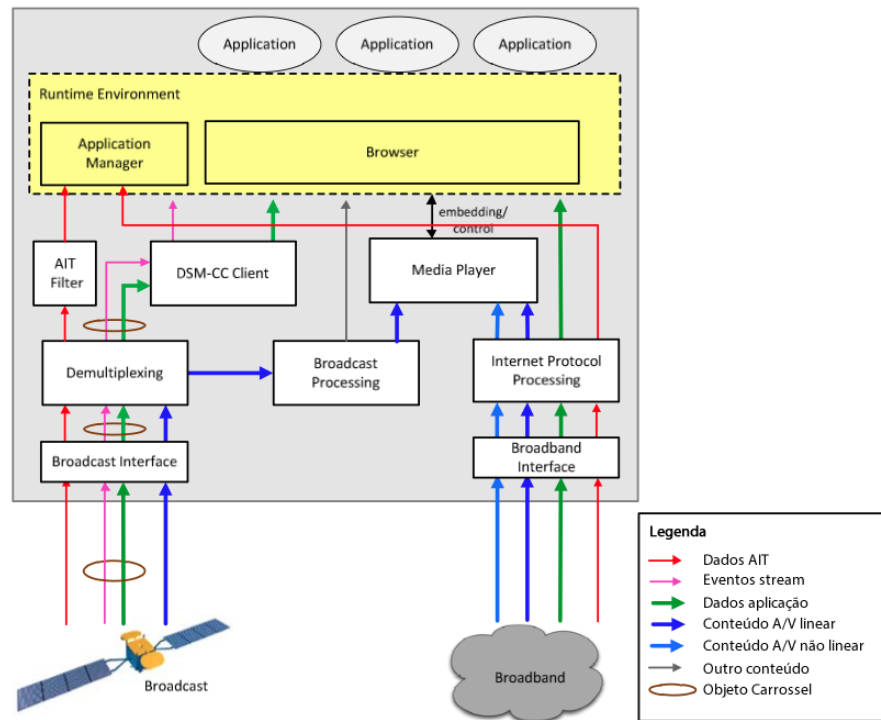 Application
Application
Application
Runtime Environment
Application
Manager
Browser
embedding/
control
AIT
Filter
DSM-CC Client
Media Player
Demultiplexing
Broadcast
Processing
Internet Protocol
Processing
Broadcast Interface
Broadband
Interface
Broadcast
Broadband
Legenda
Dados AIT
Eventos stream
Dados aplicação
Conteúdo A/V linear
Conteúdo A/V não linear
Outro conteúdo
Objeto Carrossel